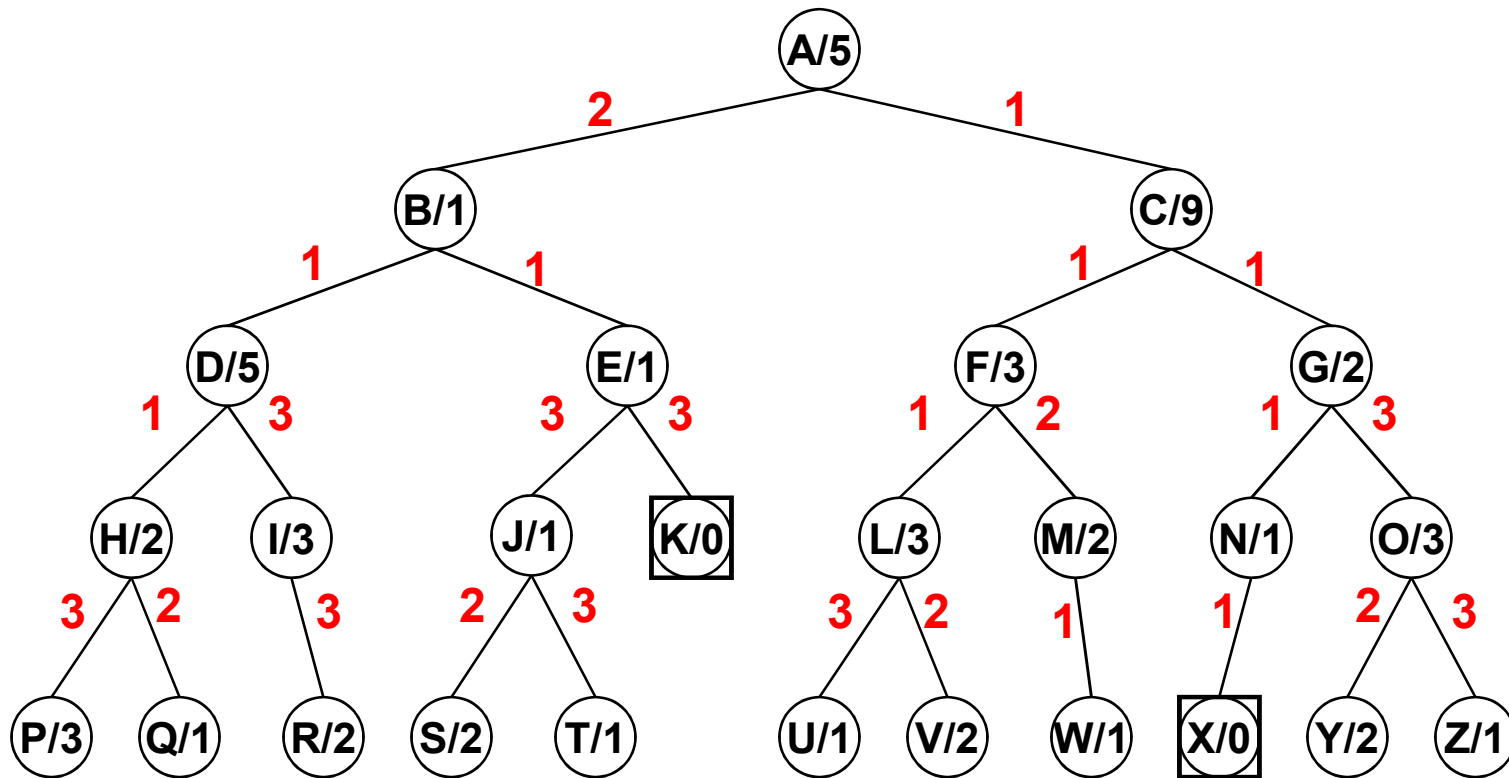 A/5
2 1
B/1 C/9
1 1 1 1
D/5 E/1 F/3 G/2
1 3 3 3 1 2 1 3
H/2 I/3 J/1 K/0 L/3 M/2 N/1 O/3
3 2 3 2 3 3 2 1 1 2 3
P/3 Q/1 R/2 S/2 T/1 U/1 V/2 W/1 X/0 Y/2 Z/1